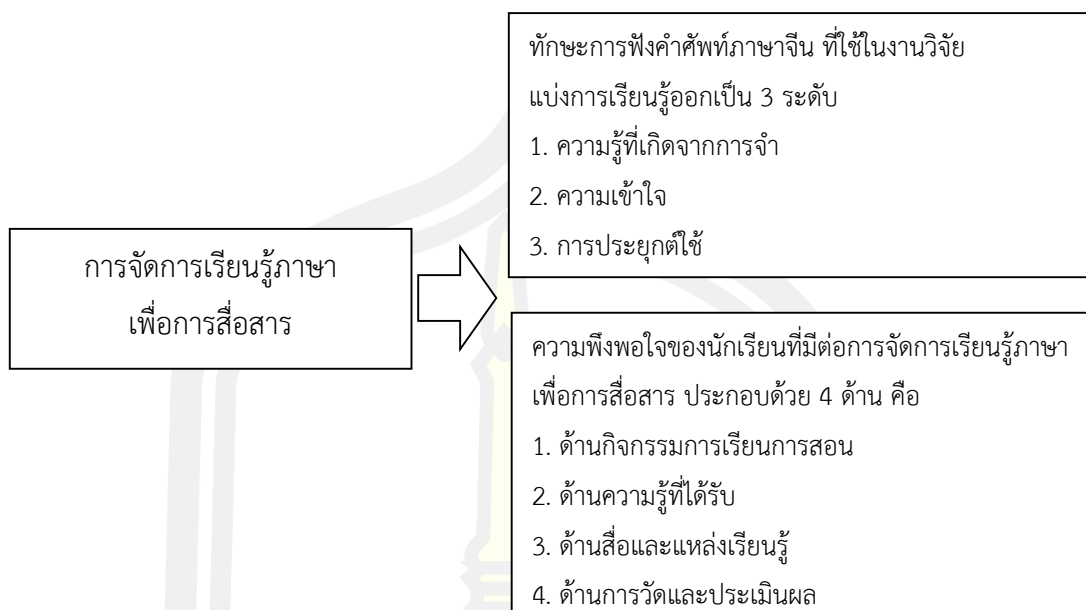 ทักษะการฟังคำศัพท์ภาษาจีน ที่ใช้ในงานวิจัย
แบ่งการเรียนรู้ออกเป็น 3 ระดับ
1. ความรู้ที่เกิดจากการจำ
2. ความเข้าใจ
3. การประยุกต์ใช้
การจัดการเรียนรู้ภาษา
เพื่อการสื่อสาร
ความพึงพอใจของนักเรียนที่มีต่อการจัดการเรียนรู้ภาษา
เพื่อการสื่อสาร ประกอบด้วย 4 ด้าน คือ
1. ด้านกิจกรรมการเรียนการสอน
2. ด้านความรู้ที่ได้รับ
3. ด้านสื่อและแหล่งเรียนรู้
4. ด้านการวัดและประเมินผล